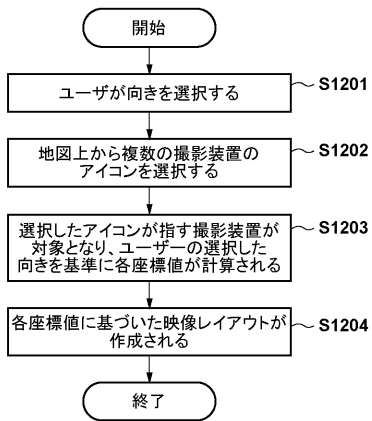 開始
ユーザが向きを選択する
S1201
地図上から複数の撮影装置の
アイコンを選択する
S1202
選択したアイコンが指す撮影装置が
対象となり、ユーザーの選択した
向きを基準に各座標値が計算される
S1203
各座標値に基づいた映像レイアウトが
作成される
S1204
終了